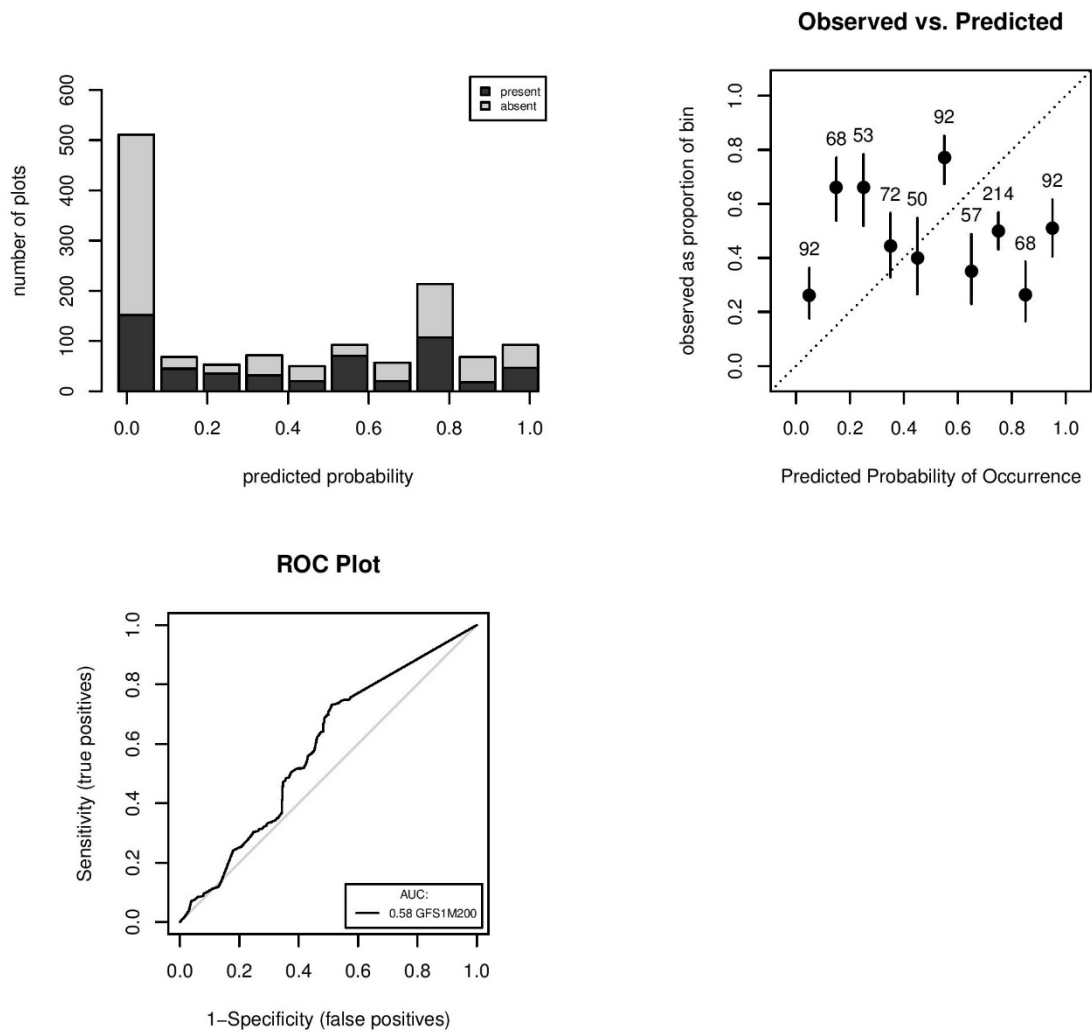 Observed vs. Predicted
number of plots
0 100 200 300 400 500 600
present
absent
0.0 0.2 0.4 0.6 0.8 1.0
predicted probability
observed as proportion of bin
0.0 0.2 0.4 0.6 0.8 1.0
92
68
53
72
50
92
57
214
68
92
0.0 0.2 0.4 0.6 0.8 1.0
Predicted Probability of Occurrence
ROC Plot
Sensitivity (true positives)
0.0 0.2 0.4 0.6 0.8 1.0
AUC:
0.58 GFS1M200
0.0 0.2 0.4 0.6 0.8 1.0
1−Specificity (false positives)